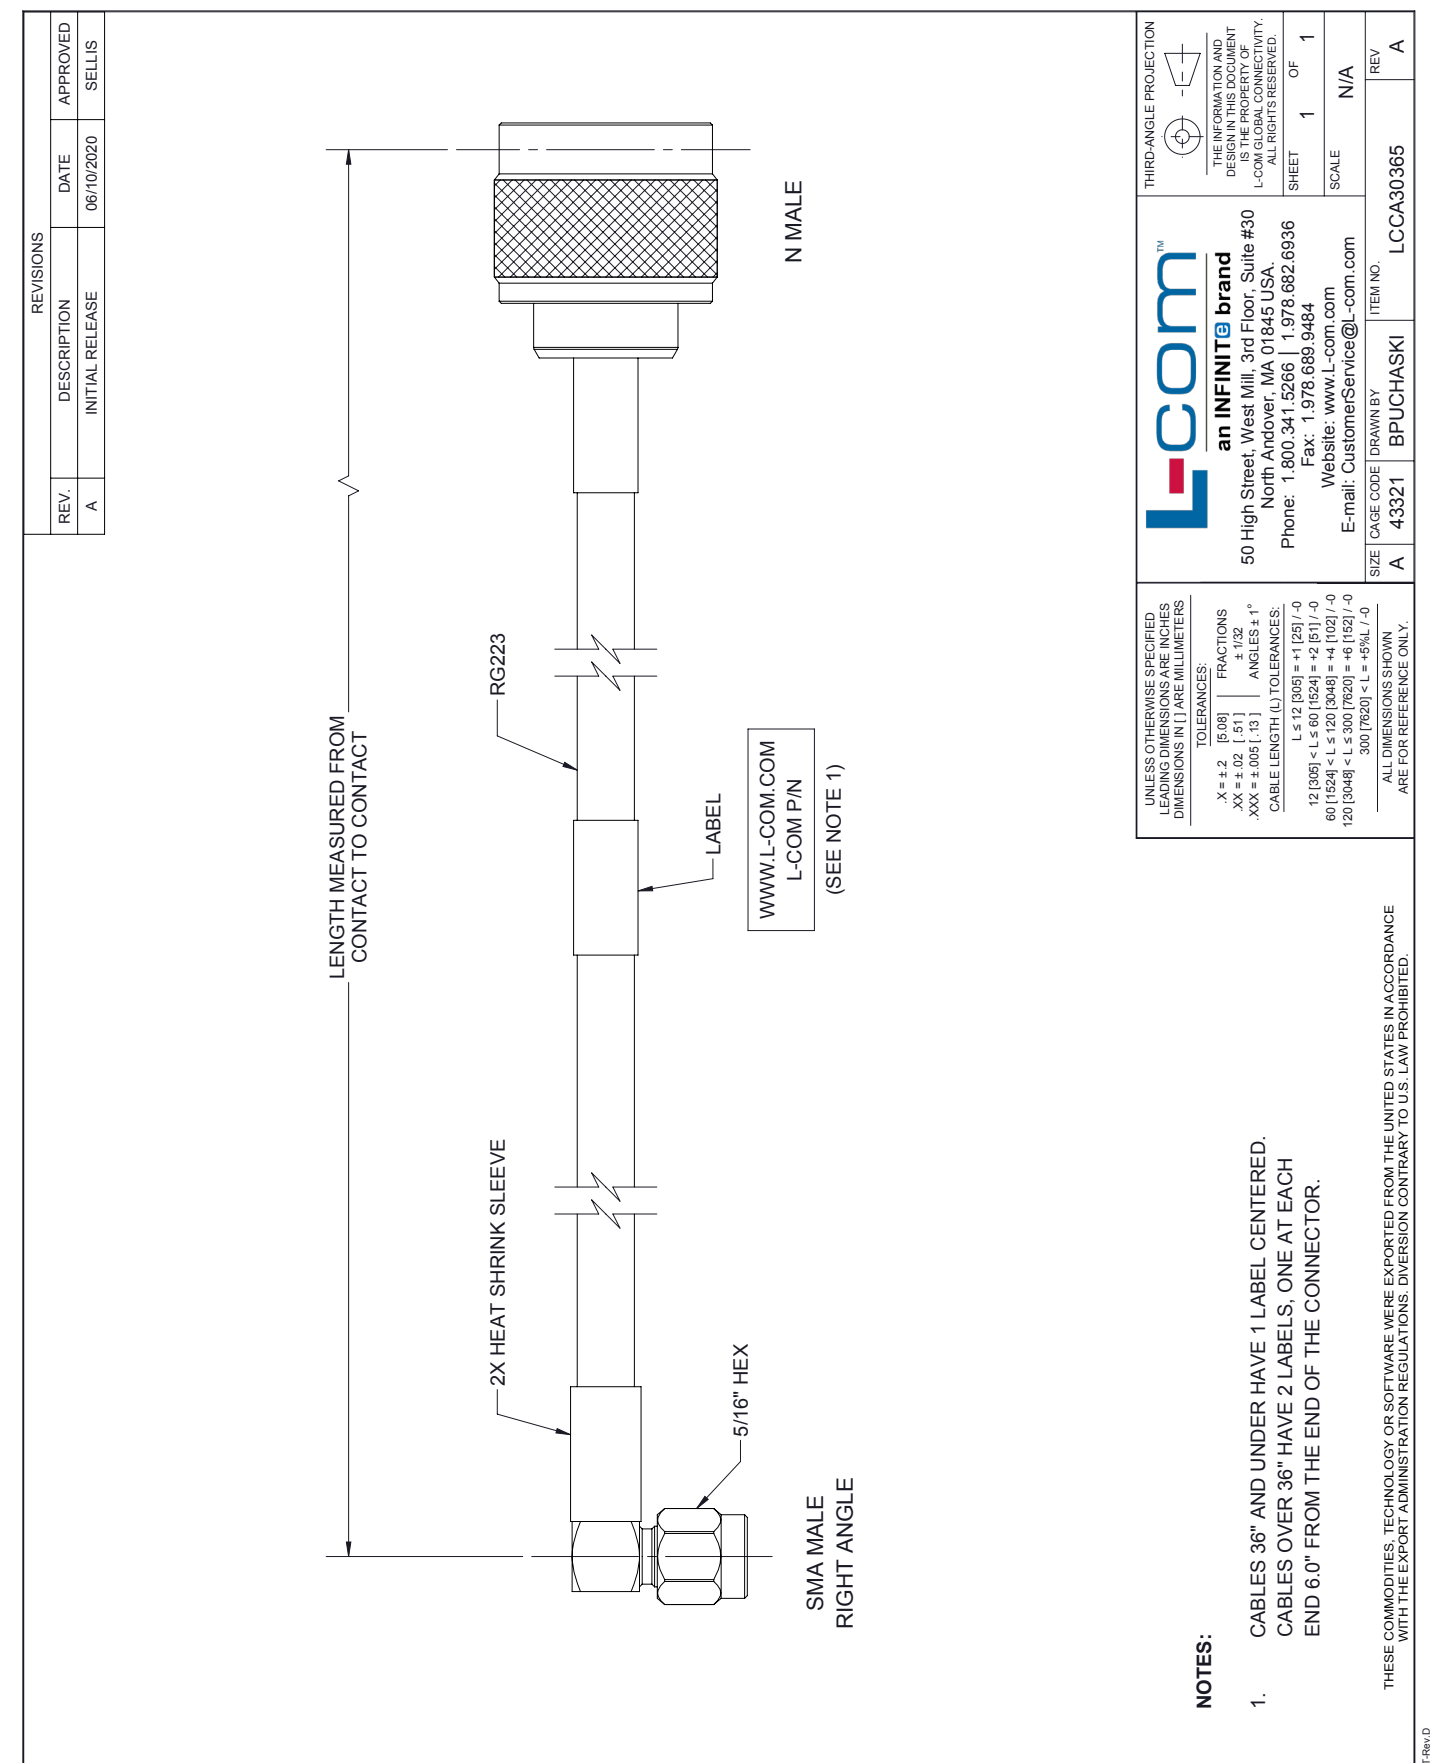 REVISIONS
REV. DESCRIPTION DATE APPROVED
A INITIAL RELEASE 06/10/2020 SELLIS
LENGTH MEASURED FROM
CONTACT TO CONTACT
2X HEAT SHRINK SLEEVE
RG223
5/16" HEX
LABEL
WWW.L-COM.COM
L-COM P/N
(SEE NOTE 1)
SMA MALE
RIGHT ANGLE
N MALE
NOTES:
1. CABLES 36" AND UNDER HAVE 1 LABEL CENTERED.
CABLES OVER 36" HAVE 2 LABELS, ONE AT EACH
END 6.0" FROM THE END OF THE CONNECTOR.
THESE COMMODITIES, TECHNOLOGY OR SOFTWARE WERE EXPORTED FROM THE UNITED STATES IN ACCORDANCE
WITH THE EXPORT ADMINISTRATION REGULATIONS. DIVERSION CONTRARY TO U.S. LAW PROHIBITED.
UNLESS OTHERWISE SPECIFIED
LEADING DIMENSIONS ARE INCHES
DIMENSIONS IN [ ] ARE MILLIMETERS
TOLERANCES:
.X = ±.2 [5.08] FRACTIONS
.XX = ±.02 [.51] ± 1/32
.XXX = ±.005 [.13] ANGLES ± 1°
CABLE LENGTH (L) TOLERANCES:
L ≤ 12 [305] = +1 [25] / -0
12 [305] < L ≤ 60 [1524] = +2 [51] / -0
60 [1524] < L ≤ 120 [3048] = +4 [102] / -0
120 [3048] < L ≤ 300 [7620] = +6 [152] / -0
300 [7620] < L = +5%L / -0
ALL DIMENSIONS SHOWN
ARE FOR REFERENCE ONLY.
L-com TM
an INFINITe brand
50 High Street, West Mill, 3rd Floor, Suite #30
North Andover, MA 01845 USA.
Phone: 1.800.341.5266 | 1.978.682.6936
Fax: 1.978.689.9484
Website: www.L-com.com
E-mail: CustomerService@L-com.com
THIRD-ANGLE PROJECTION
THE INFORMATION AND
DESIGN IN THIS DOCUMENT
IS THE PROPERTY OF
L-COM GLOBAL CONNECTIVITY.
ALL RIGHTS RESERVED.
SHEET 1 OF 1
SCALE N/A
SIZE A
CAGE CODE 43321
DRAWN BY BPUCHASKI
ITEM NO. LCCA30365
REV A
T-Rev.D